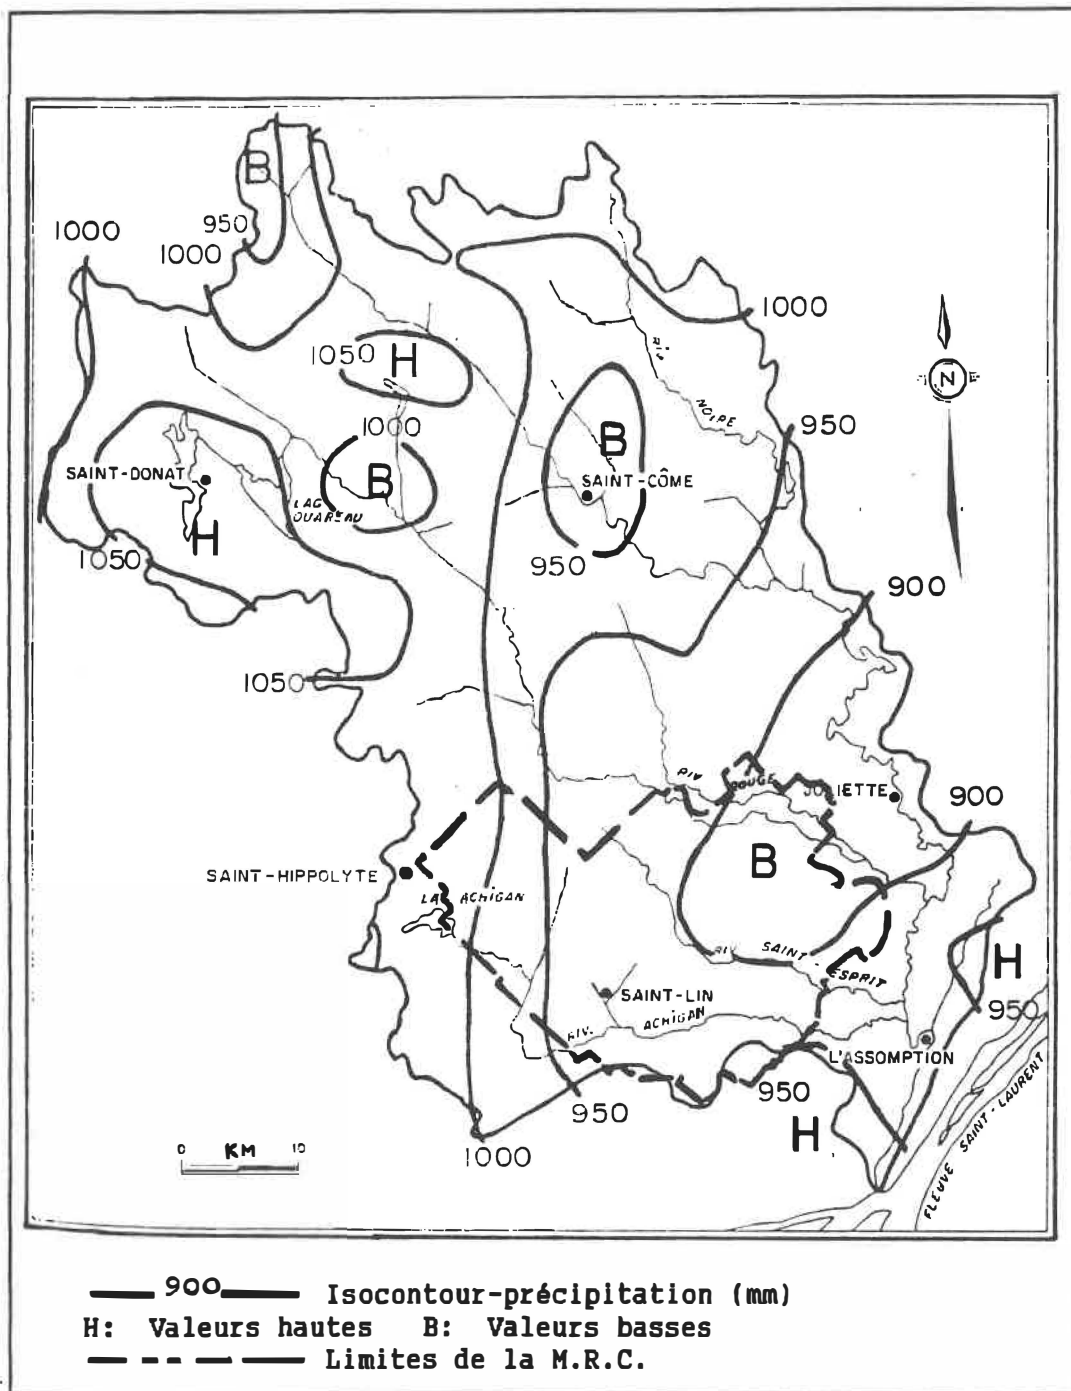 B
950
1000
1000
1000
1050 H
RIV. NOIRE
950
1000
B
SAINT-DONAT
B
SAINT-CÔME
LAC
OUAREAU
H
1050
950
900
1050
RIV ROUGE
JOLIETTE
900
B
SAINT-HIPPOLYTE
LAC ACHIGAN
RIV. SAINT-ESPRIT
H
950
SAINT-LIN
RIV. ACHIGAN
L'ASSOMPTION
950
950
H
1000
FLEUVE SAINT-LAURENT
N
E
0 KM 10
900 Isocontour-précipitation (mm)
H: Valeurs hautes B: Valeurs basses
Limites de la M.R.C.